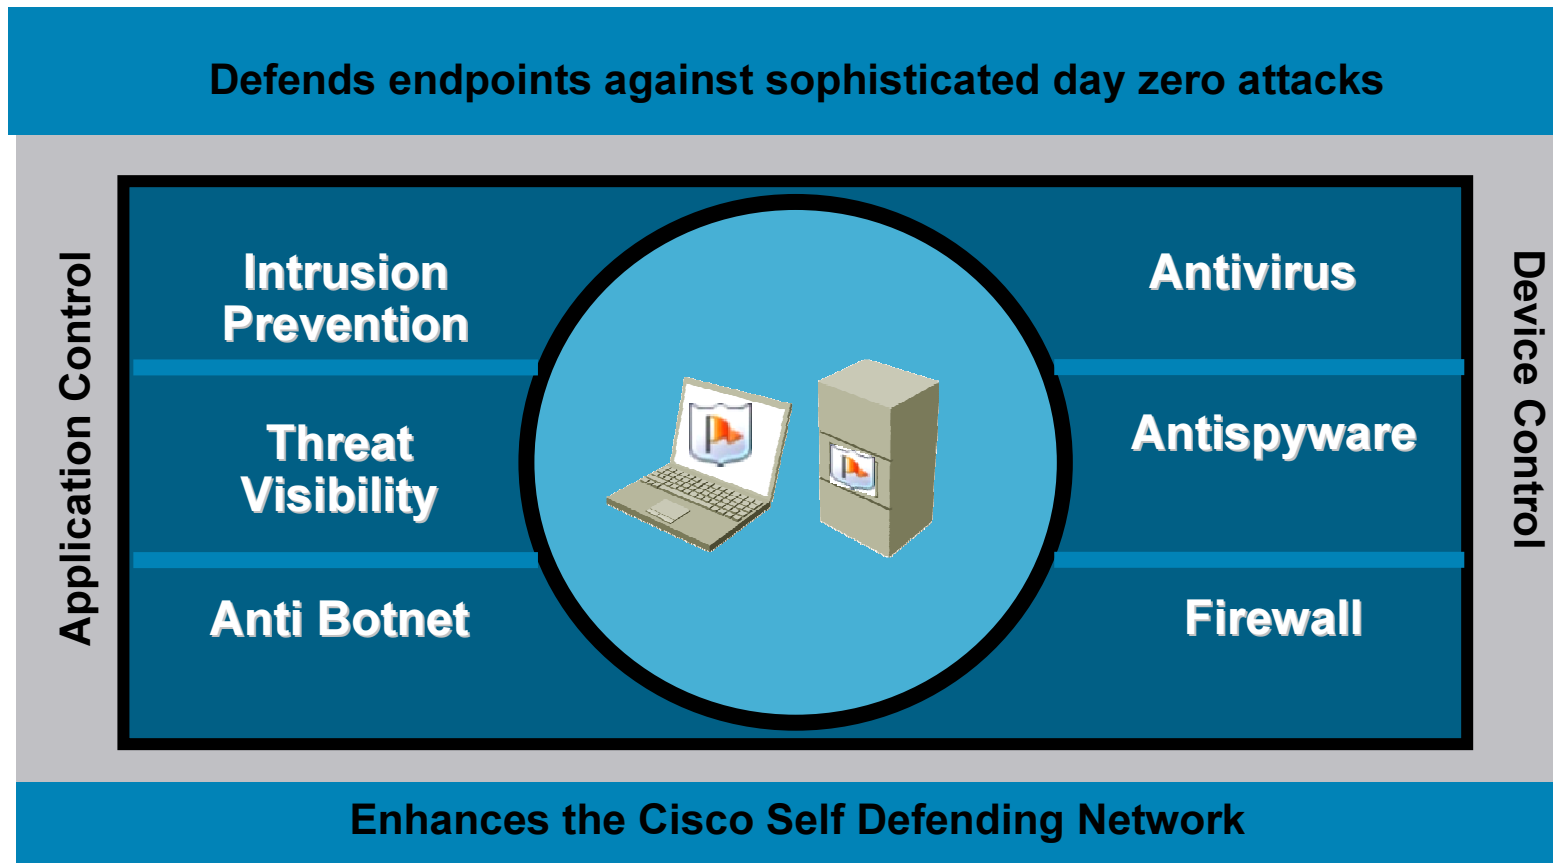 Defends endpoints against sophisticated day zero attacks
Application Control
Intrusion
Prevention
Threat
Visibility
Anti Botnet
Antivirus
Antispyware
Firewall
Device Control
Enhances the Cisco Self Defending Network